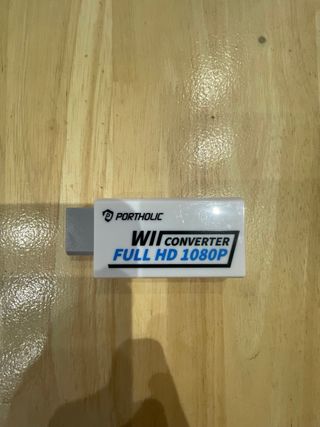 PORTHOLIC
WII CONVERTER
FULL HD 1080P